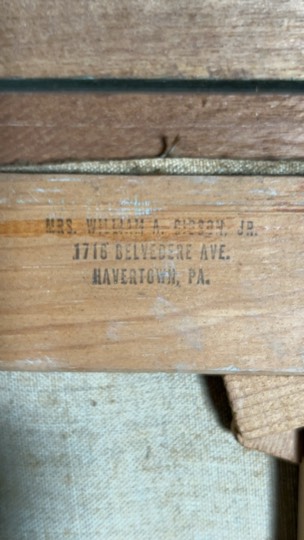 MRS. WILLIAM A. GIBSON, JR.
1716 BELVEDERE AVE.
HAVERTOWN, PA.